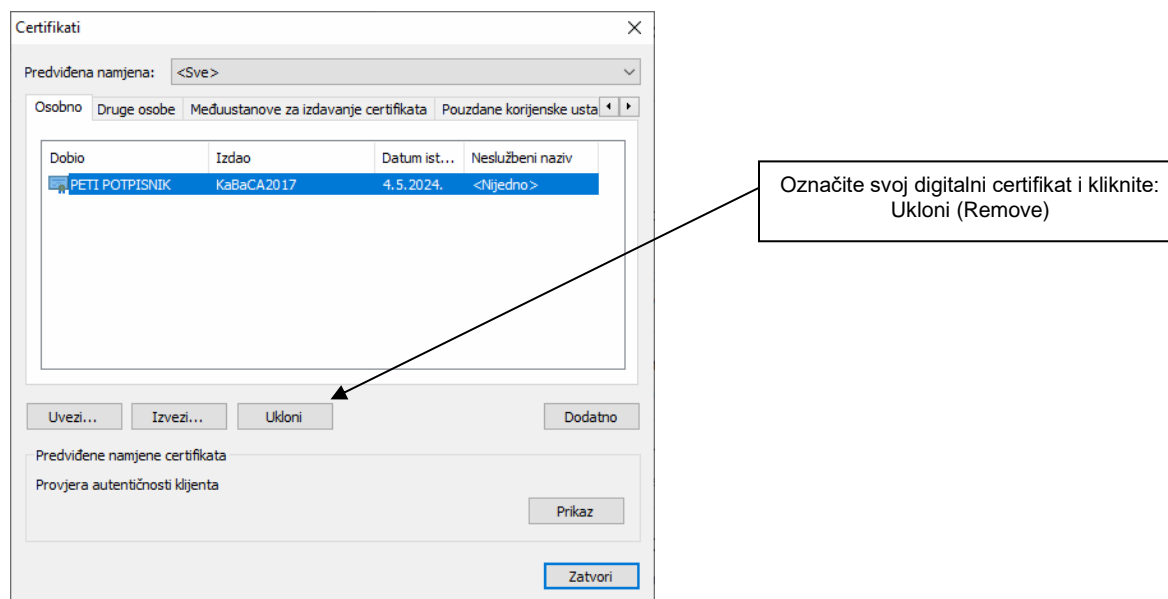 Certifikati
Predviđena namjena: <Sve>
Osobno Druge osobe Međuustanove za izdavanje certifikata Pouzdane korijenske usta
Dobio Izdao Datum ist... Neslužbeni naziv
PETI POTPISNIK KaBaCA2017 4.5.2024. <Nijedno>
Označite svoj digitalni certifikat i kliknite:
Ukloni (Remove)
Uvezi... Izvezi... Ukloni Dodatno
Predviđene namjene certifikata
Provjera autentičnosti klijenta
Prikaz
Zatvori